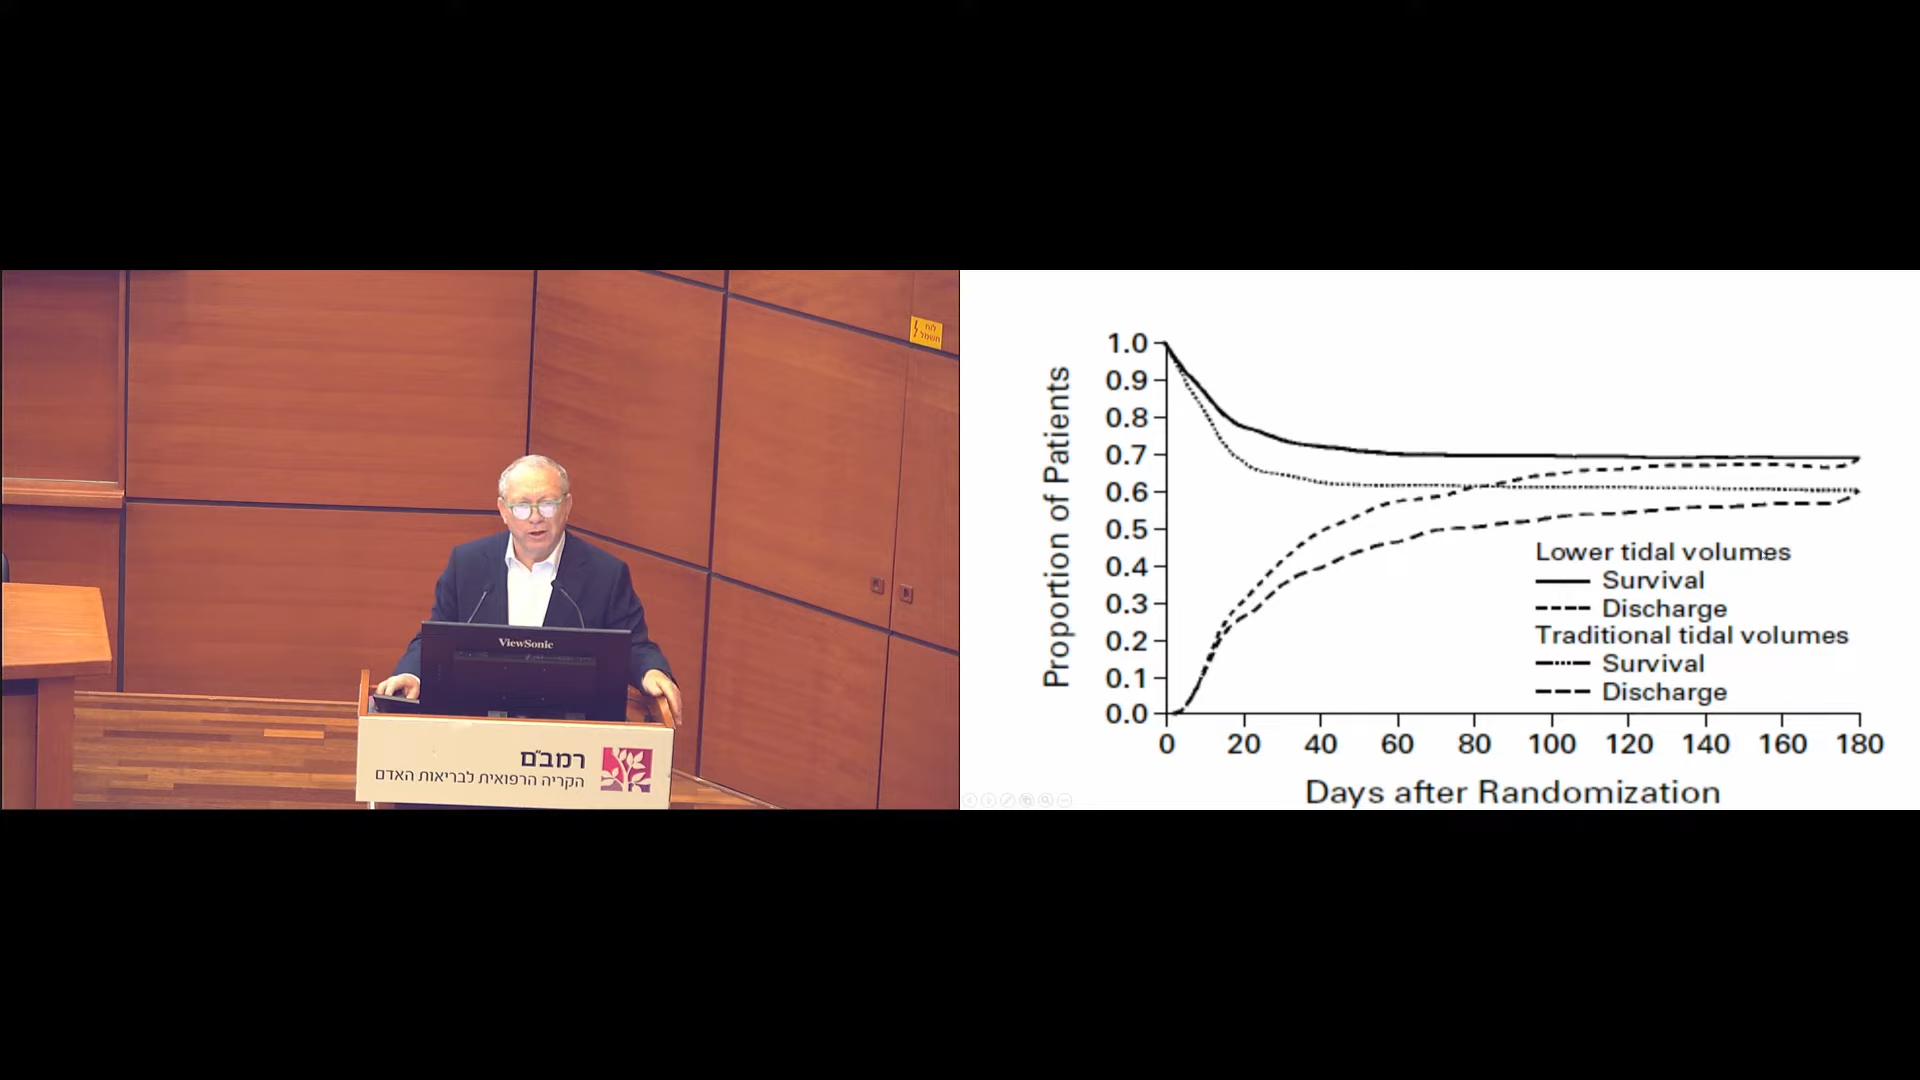 לוח
חשמל
ViewSonic
רמב״ם
הקריה הרפואית לבריאות האדם
Proportion of Patients
1.0
0.9
0.8
0.7
0.6
0.5
0.4
0.3
0.2
0.1
0.0
0 20 40 60 80 100 120 140 160 180
Days after Randomization
Lower tidal volumes
Survival
Discharge
Traditional tidal volumes
Survival
Discharge